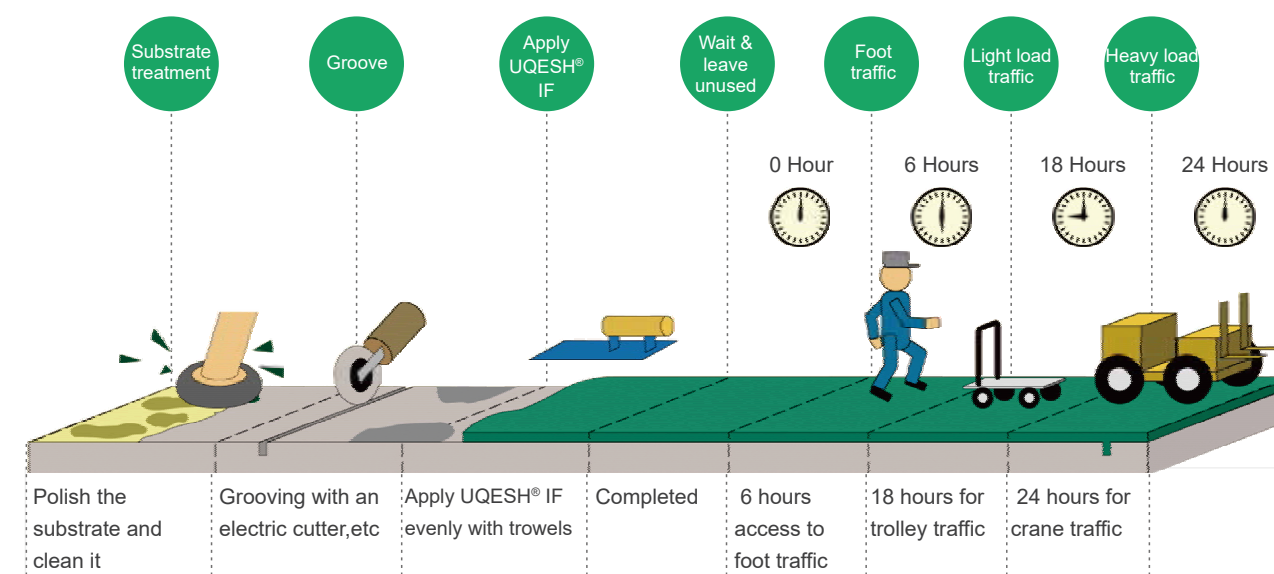 Substrate
treatment
Groove
Apply
UQESH®
IF
Wait &
leave
unused
Foot
traffic
Light load
traffic
Heavy load
traffic
0 Hour
6 Hours
18 Hours
24 Hours
Polish the
substrate and
clean it
Grooving with an
electric cutter,etc
Apply UQESH® IF
evenly with trowels
Completed
6 hours
access to
foot traffic
18 hours for
trolley traffic
24 hours for
crane traffic